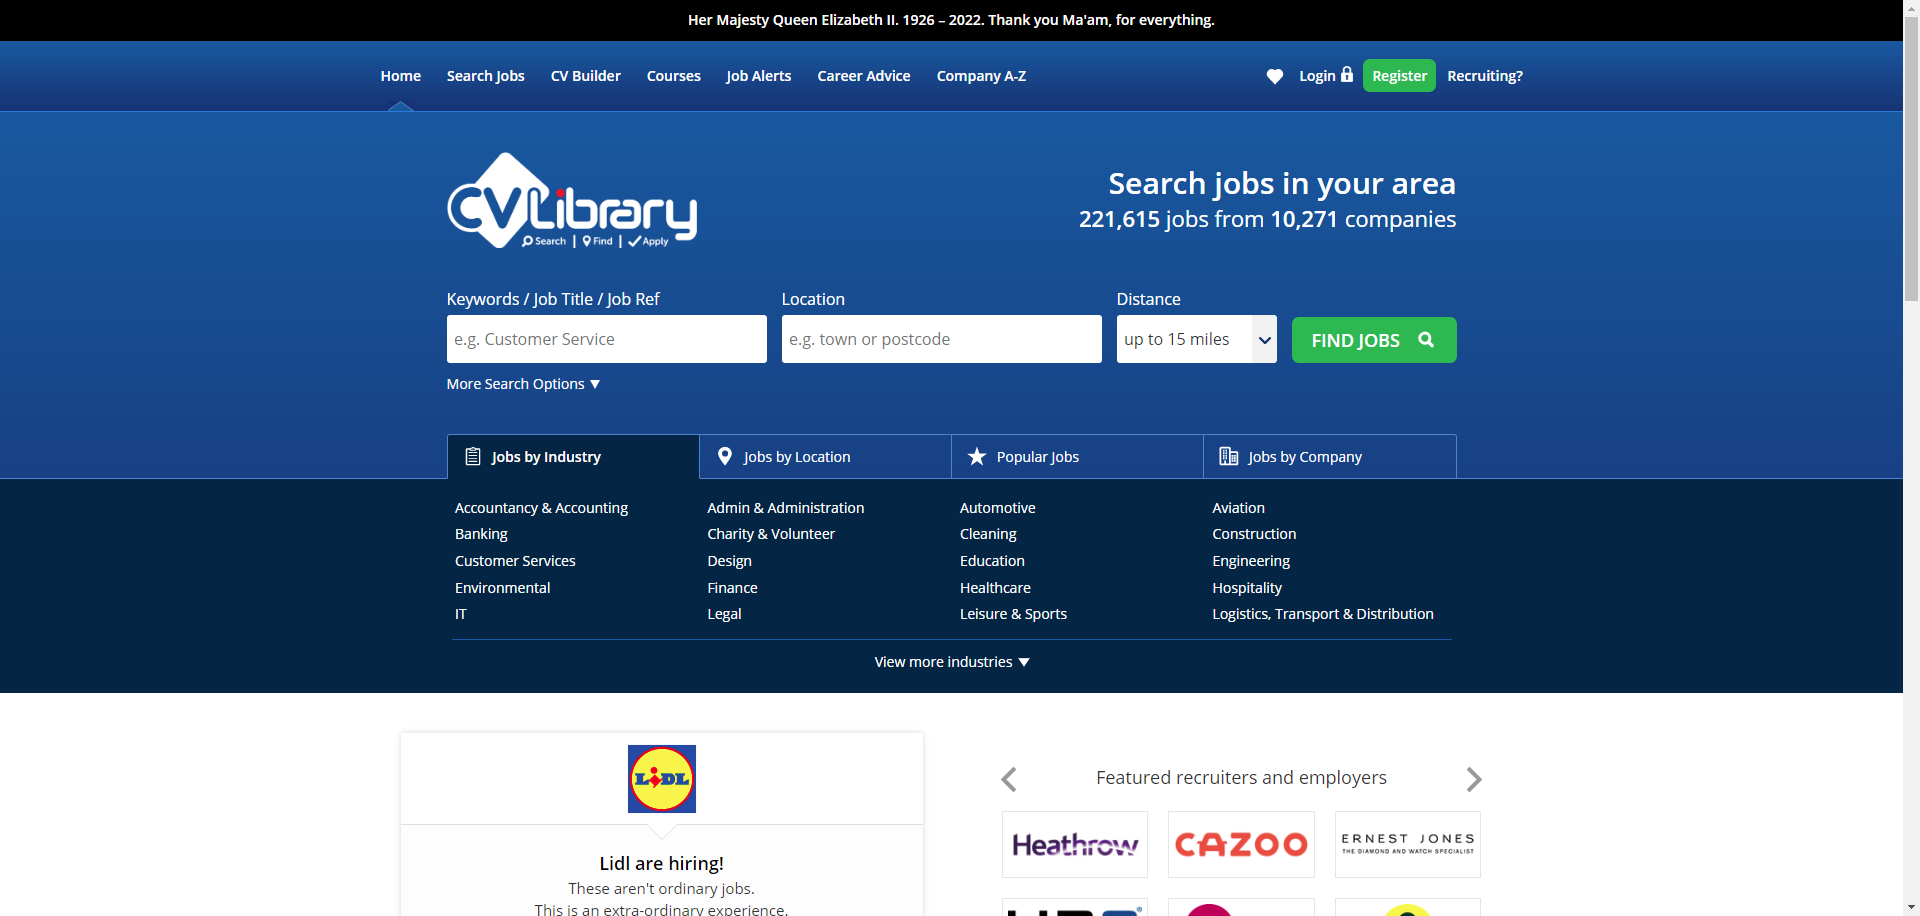 Her Majesty Queen Elizabeth II. 1926 – 2022. Thank you Ma'am, for everything.
Home Search Jobs CV Builder Courses Job Alerts Career Advice Company A-Z Login Register Recruiting?
CVLibrary
Search | Find | Apply
Search jobs in your area
221,615 jobs from 10,271 companies
Keywords / Job Title / Job Ref Location Distance
e.g. Customer Service e.g. town or postcode up to 15 miles FIND JOBS
More Search Options
Jobs by Industry Jobs by Location Popular Jobs Jobs by Company
Accountancy & Accounting Admin & Administration Automotive Aviation
Banking Charity & Volunteer Cleaning Construction
Customer Services Design Education Engineering
Environmental Finance Healthcare Hospitality
IT Legal Leisure & Sports Logistics, Transport & Distribution
View more industries
LIDL
Lidl are hiring!
These aren't ordinary jobs.
This is an extra-ordinary experience.
Featured recruiters and employers
Heathrow CAZOO ERNEST JONES
THE DIAMOND AND WATCH SPECIALIST